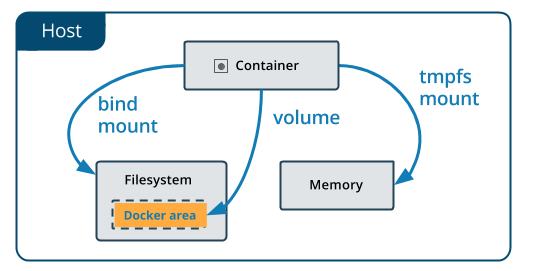 Host
Container
tmpfs
mount
bind
mount
volume
Filesystem
Memory
Docker area